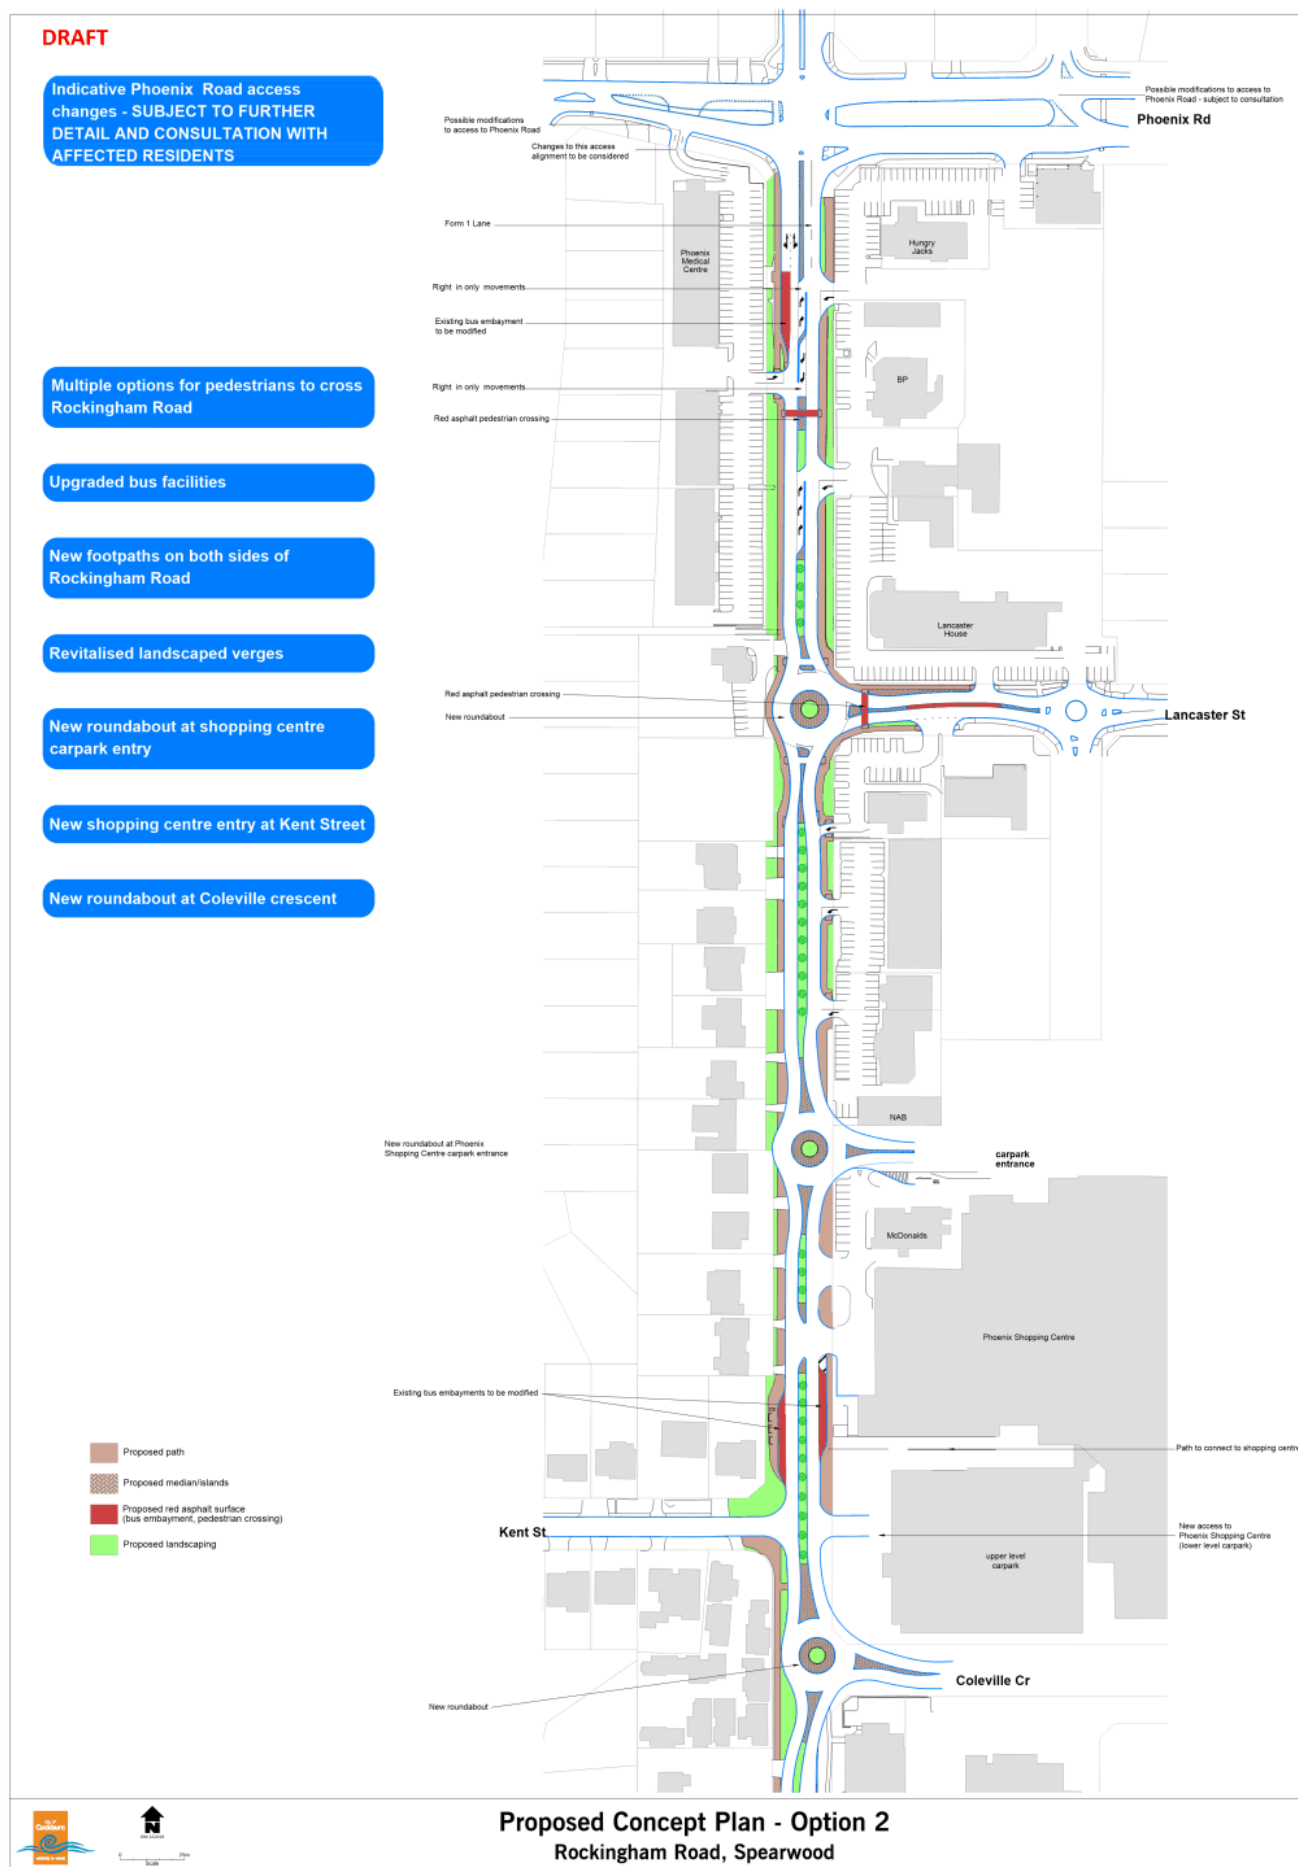 DRAFT
Indicative Phoenix Road access
changes - SUBJECT TO FURTHER
DETAIL AND CONSULTATION WITH
AFFECTED RESIDENTS
Multiple options for pedestrians to cross
Rockingham Road
Upgraded bus facilities
New footpaths on both sides of
Rockingham Road
Revitalised landscaped verges
New roundabout at shopping centre
carpark entry
New shopping centre entry at Kent Street
New roundabout at Coleville crescent
Possible modifications to access to
Phoenix Road - subject to consultation
Phoenix Rd
Possible modifications
to access to Phoenix Road
Changes to this access
alignment to be considered
Form 1 Lane
Phoenix
Medical
Centre
Hungry
Jacks
Right in only movements
Existing bus embayment
to be modified
BP
Right in only movements
Red asphalt pedestrian crossing
Lancaster
House
Red asphalt pedestrian crossing
New roundabout
Lancaster St
NAB
New roundabout at Phoenix
Shopping Centre carpark entrance
carpark
entrance
McDonalds
Phoenix Shopping Centre
Existing bus embayments to be modified
Path to connect to shopping centre
Proposed path
Proposed median/islands
Proposed red asphalt surface
(bus embayment, pedestrian crossing)
Proposed landscaping
Kent St
New access to
Phoenix Shopping Centre
(lower level carpark)
upper level
carpark
Coleville Cr
New roundabout
Cockburn
N
Scale
Proposed Concept Plan - Option 2
Rockingham Road, Spearwood